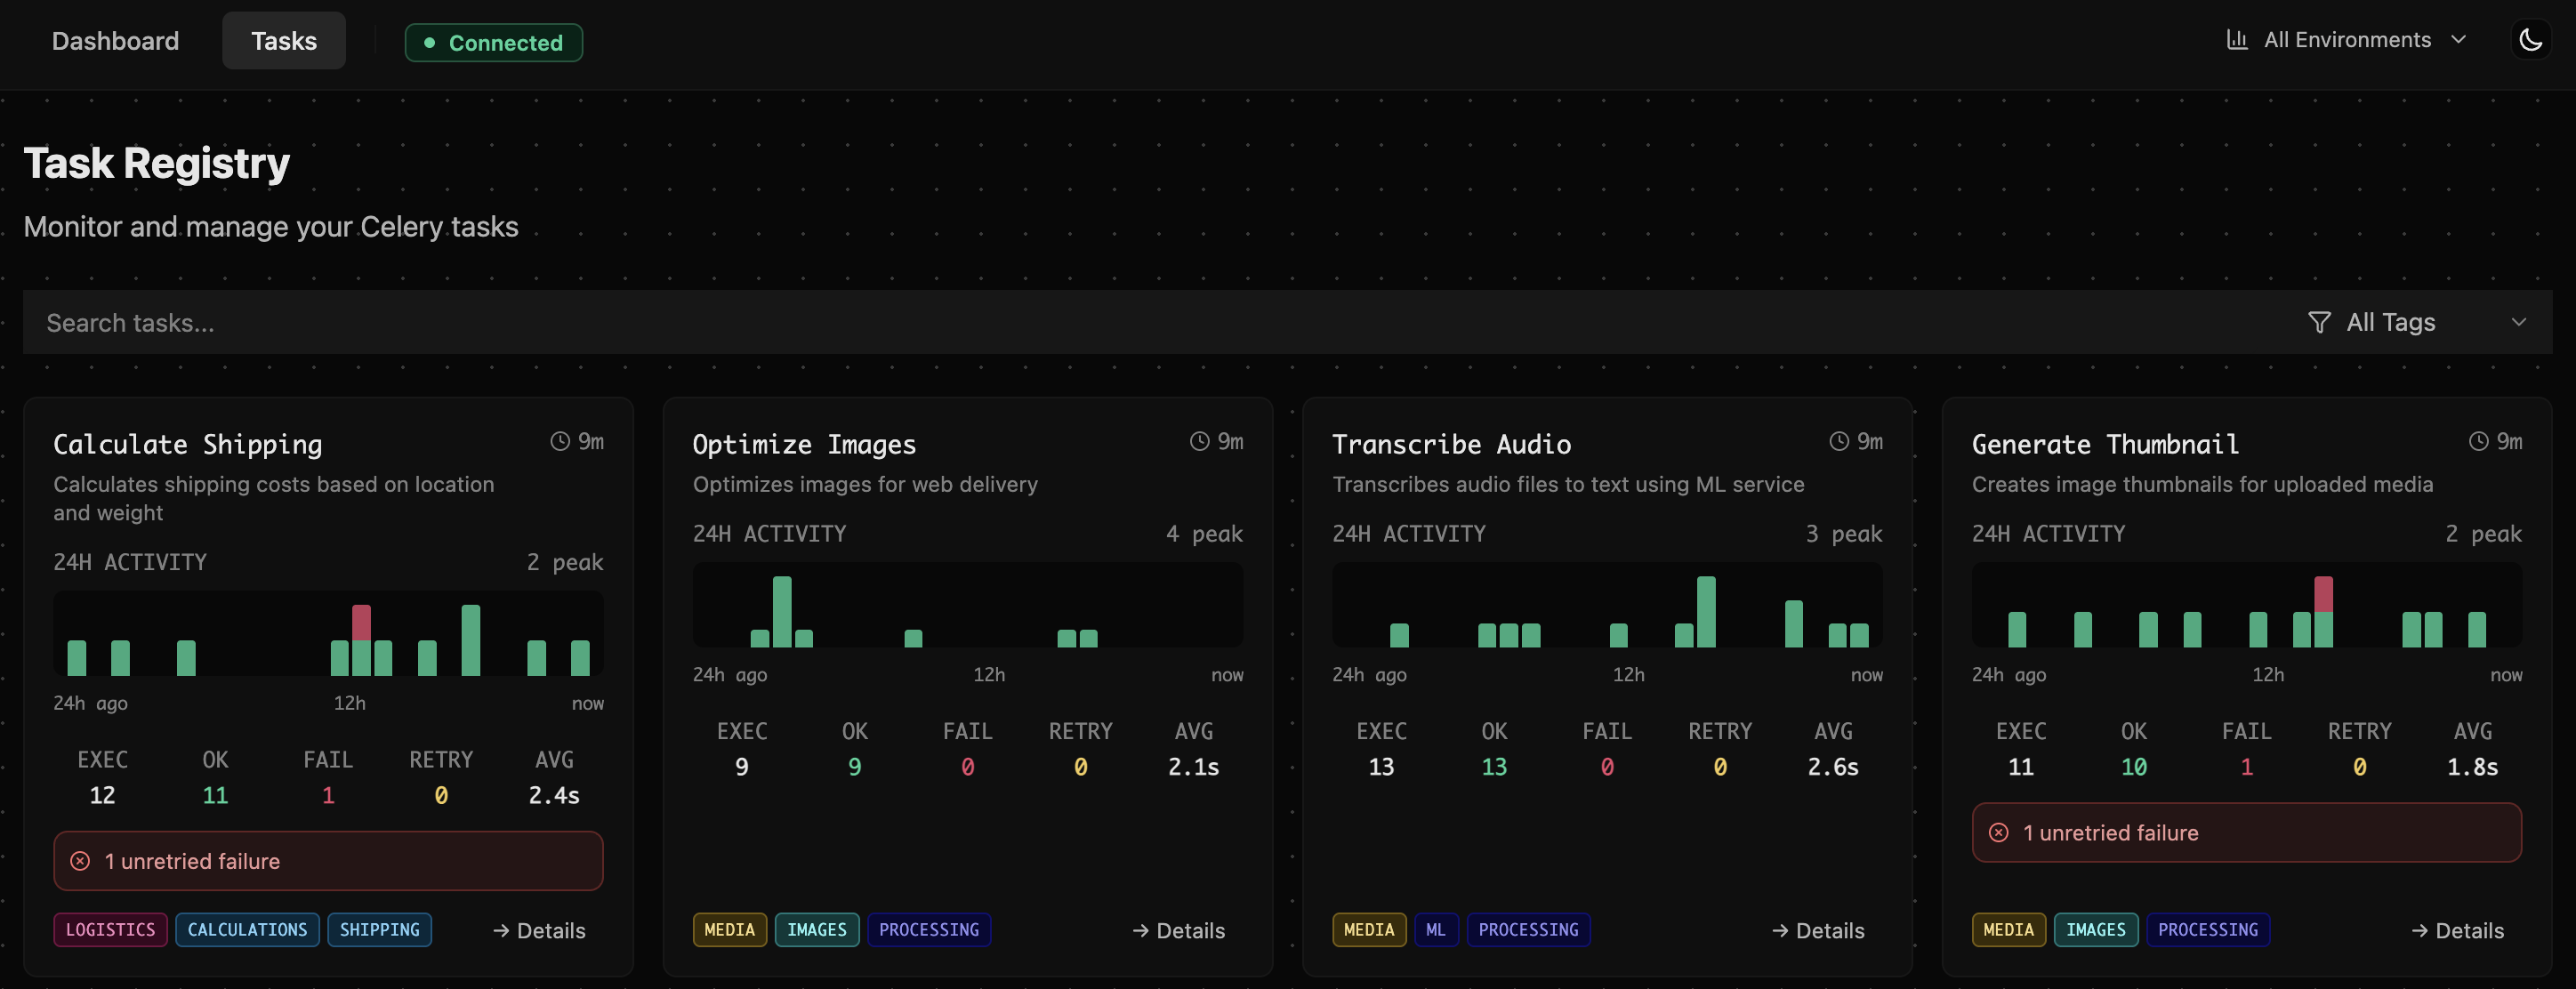 Dashboard
Tasks
Connected
All Environments
Task Registry
Monitor and manage your Celery tasks
Search tasks...
All Tags
Calculate Shipping
9m
Calculates shipping costs based on location
and weight
24H ACTIVITY
2 peak
24h ago
12h
now
EXEC OK FAIL RETRY AVG
12 11 1 0 2.4s
1 unretried failure
LOGISTICS CALCULATIONS SHIPPING
Details
Optimize Images
9m
Optimizes images for web delivery
24H ACTIVITY
4 peak
24h ago
12h
now
EXEC OK FAIL RETRY AVG
9 9 0 0 2.1s
MEDIA IMAGES PROCESSING
Details
Transcribe Audio
9m
Transcribes audio files to text using ML service
24H ACTIVITY
3 peak
24h ago
12h
now
EXEC OK FAIL RETRY AVG
13 13 0 0 2.6s
MEDIA ML PROCESSING
Details
Generate Thumbnail
9m
Creates image thumbnails for uploaded media
24H ACTIVITY
2 peak
24h ago
12h
now
EXEC OK FAIL RETRY AVG
11 10 1 0 1.8s
1 unretried failure
MEDIA IMAGES PROCESSING
Details